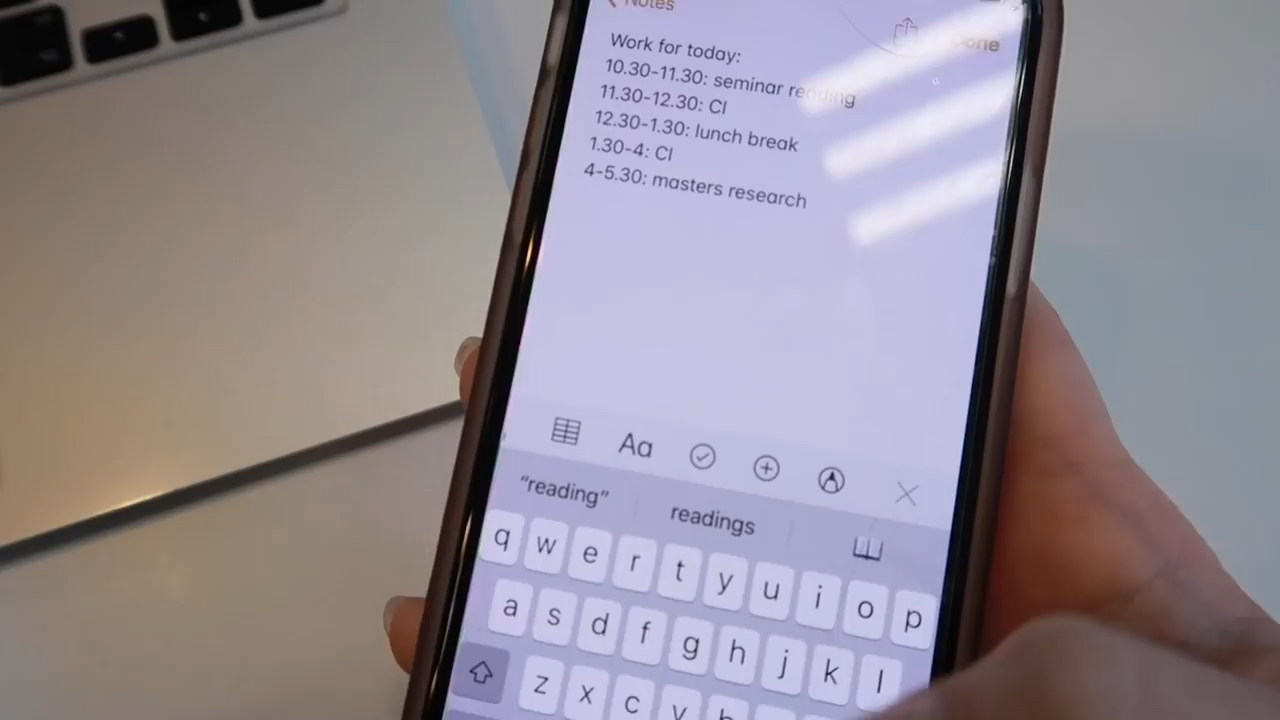 Notes
Done
Work for today:
10.30-11.30: seminar reading
11.30-12.30: CI
12.30-1.30: lunch break
1.30-4: CI
4-5.30: masters research
Aa
“reading” readings
q w e r t y u i o p
a s d f g h j k l
z x c v b